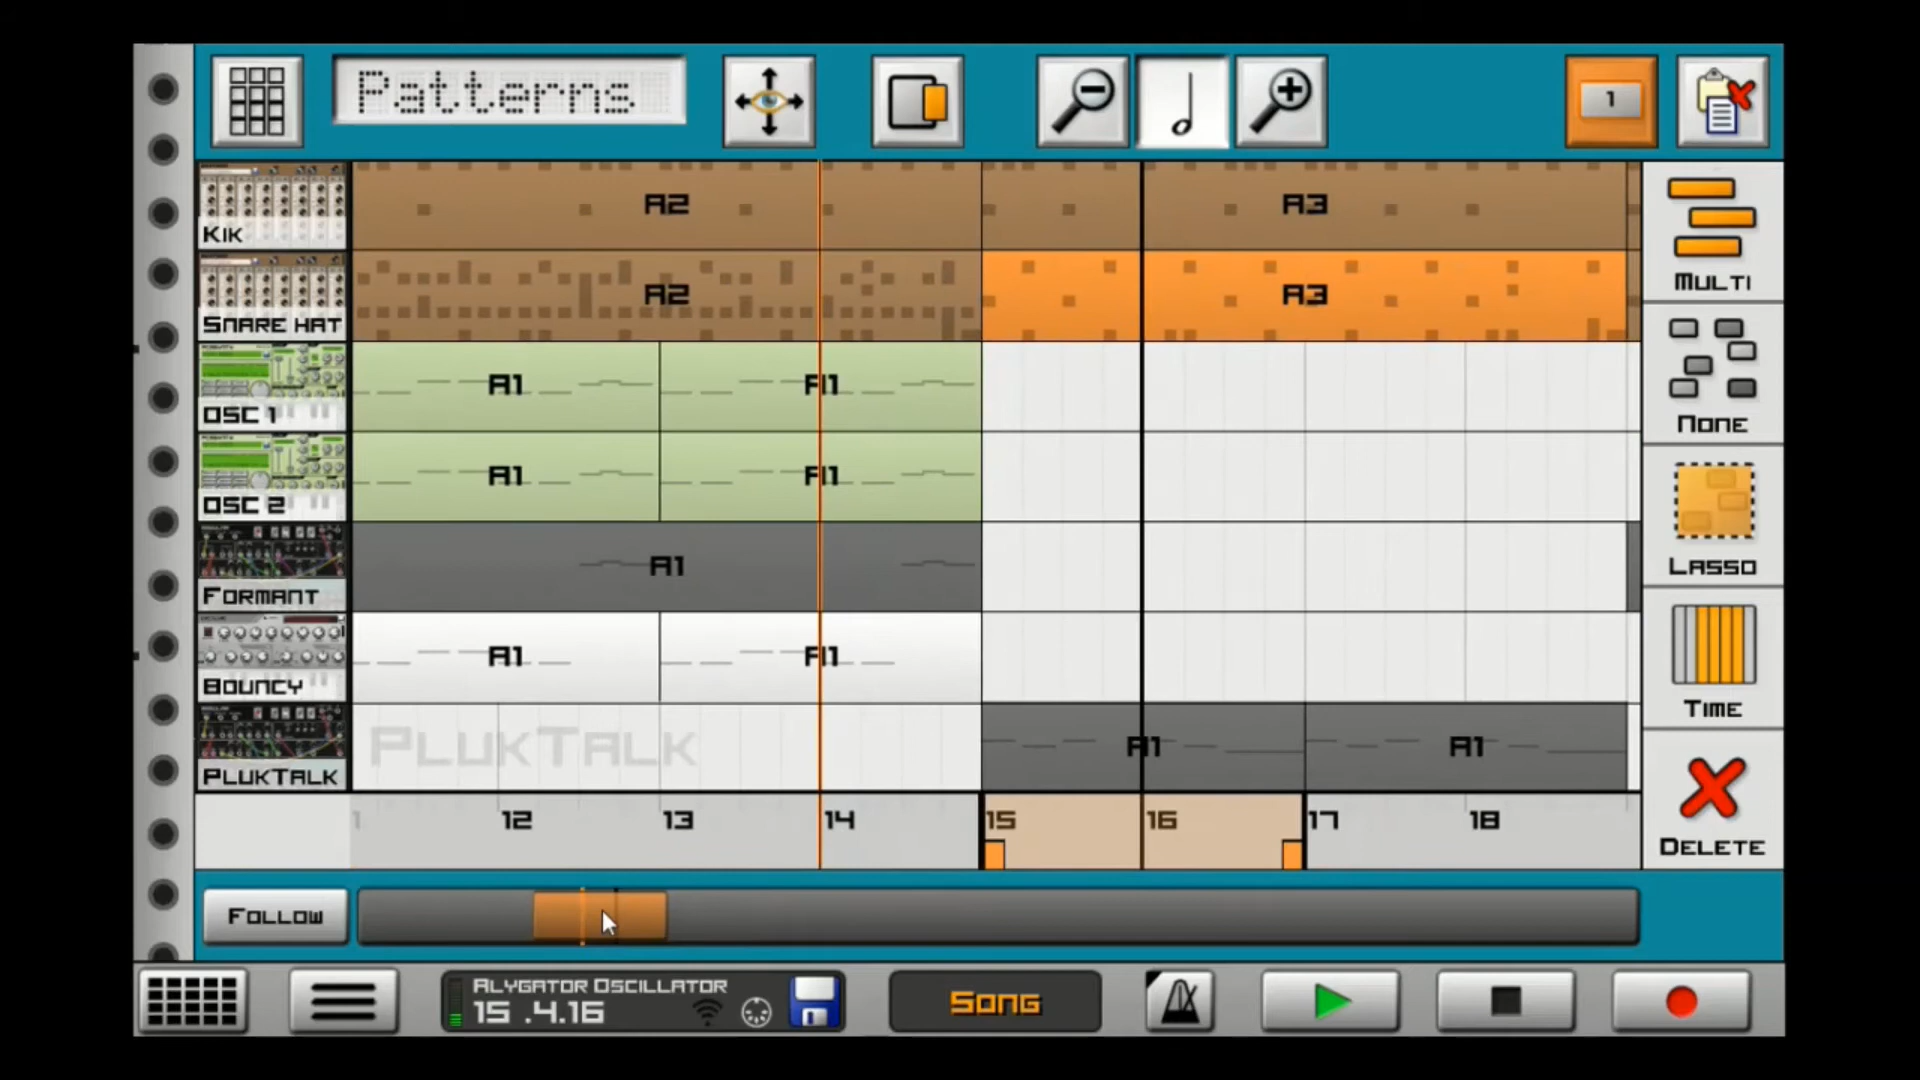 Patterns
1
Kik
A2
A3
Snare hat
A2
A3
Multi
OSC 1
A1
A1
None
OSC 2
A1
A1
Formant
A1
Lasso
Bouncy
A1
A1
PlukTalk
PlukTalk
A1
A1
Time
12
13
14
15
16
17
18
Delete
Follow
Alygator Oscillator
15 .4.16
Song